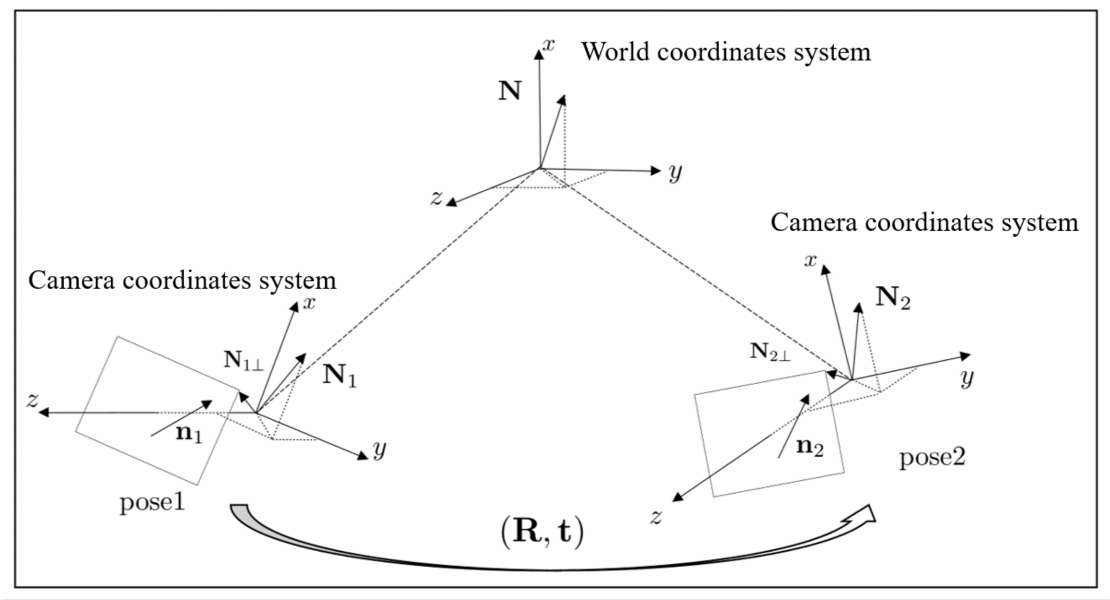 x World coordinates system
N
y
z
Camera coordinates system
x
N₂
Camera coordinates system
x
N₁⊥
N₁
N₂⊥
y
z
n₁
y
n₂
pose2
pose1
z
(R, t)